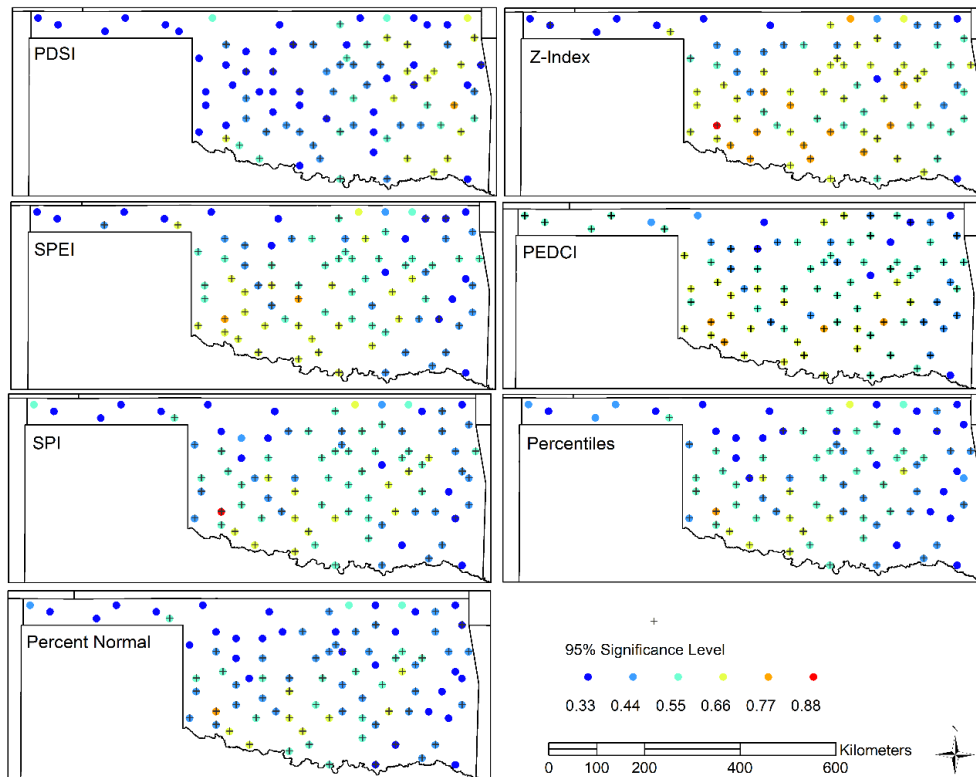 PDSI
Z-Index
SPEI
PEDCI
SPI
Percentiles
Percent Normal
95% Significance Level
0.33 0.44 0.55 0.66 0.77 0.88
Kilometers
0 100 200 400 600